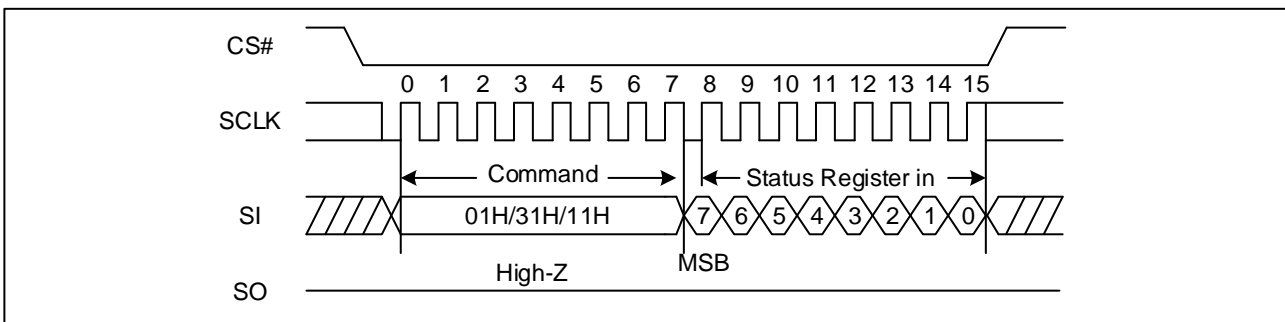 CS#
0 1 2 3 4 5 6 7 8 9 10 11 12 13 14 15
SCLK
Command Status Register in
SI 01H/31H/11H 7 6 5 4 3 2 1 0
High-Z MSB
SO